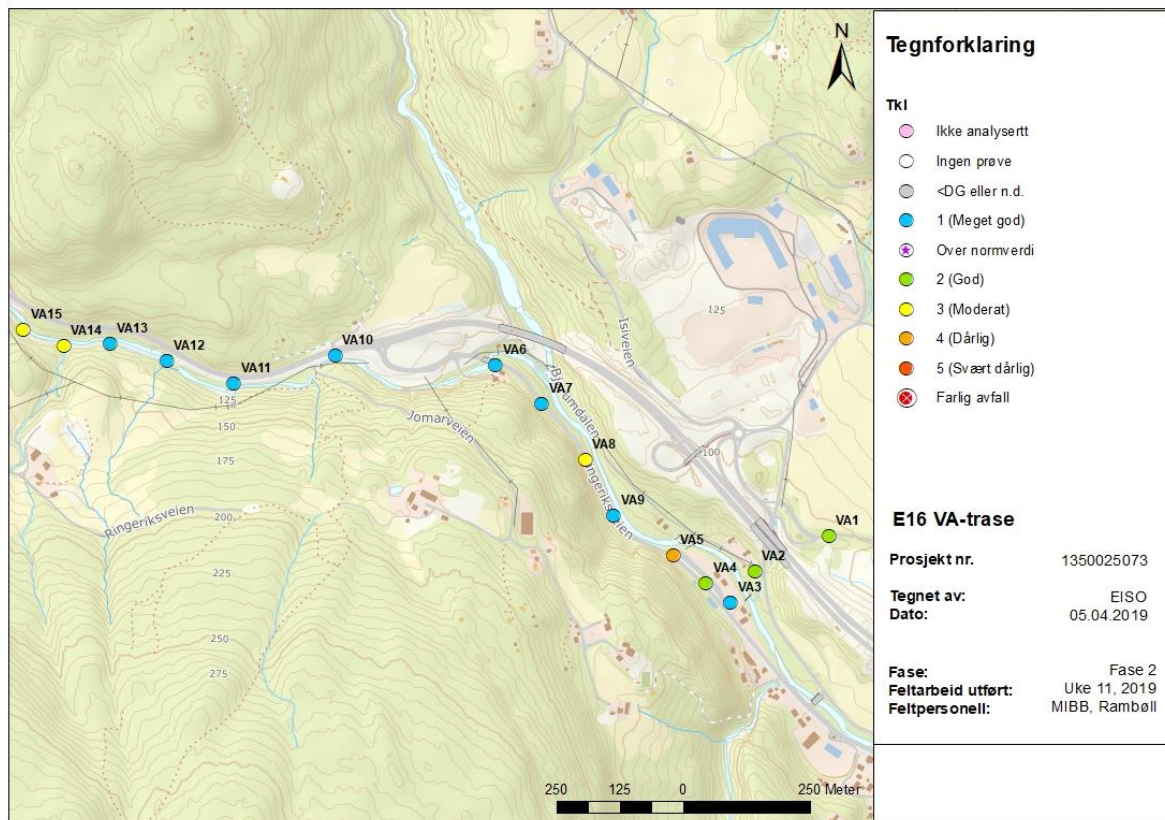 N
Isiveien
125
VA15
VA14
VA13
VA12
VA11
VA10
VA6
VA7
VA8
VA9
VA5
VA4
VA3
VA2
VA1
125
150
175
200
225
250
275
100
Jomarveien
Ringeriksveien
250 125 0 250 Meter
Tegnforklaring
Tkl
Ikke analysertt
Ingen prøve
<DG eller n.d.
1 (Meget god)
Over normverdi
2 (God)
3 (Moderat)
4 (Dårlig)
5 (Svært dårlig)
Farlig avfall
E16 VA-trase
Prosjekt nr. 1350025073
Tegnet av: EISO
Dato: 05.04.2019
Fase: Fase 2
Feltarbeid utført: Uke 11, 2019
Feltpersonell: MIBB, Rambøll